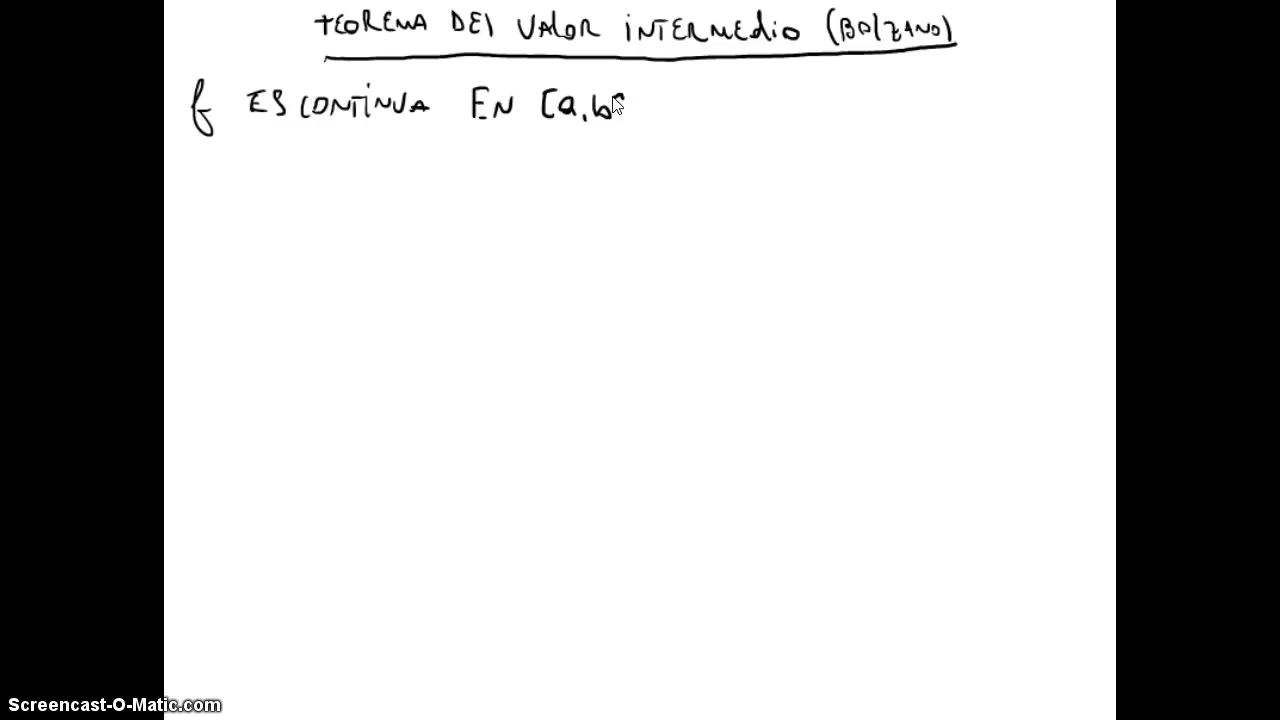 TEOREMA DEL VALOR INTERMEDIO (BOLZANO)
f ES CONTINUA EN [a,b
Screencast-O-Matic.com